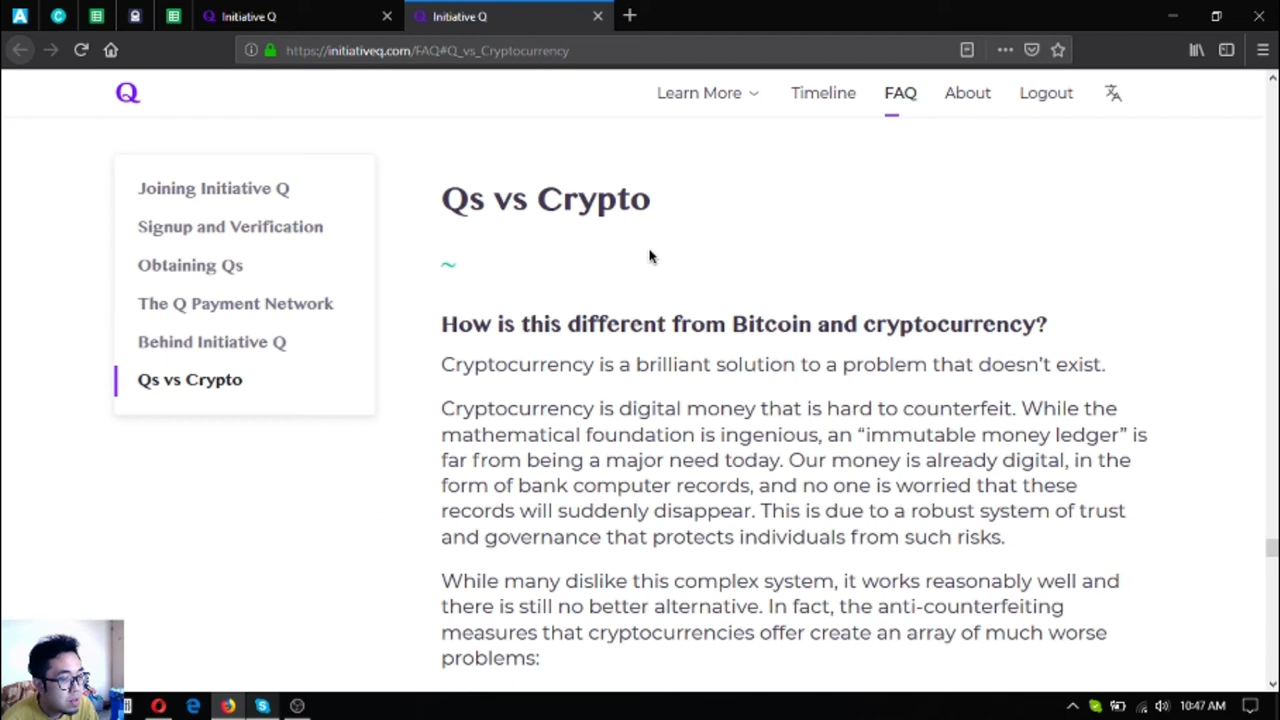 Initiative Q
Initiative Q
https://initiativeq.com/FAQ#Q_vs_Cryptocurrency
Q
Learn More
Timeline
FAQ
About
Logout
Joining Initiative Q
Signup and Verification
Obtaining Qs
The Q Payment Network
Behind Initiative Q
Qs vs Crypto
Qs vs Crypto
~
How is this different from Bitcoin and cryptocurrency?
Cryptocurrency is a brilliant solution to a problem that doesn't exist.
Cryptocurrency is digital money that is hard to counterfeit. While the
mathematical foundation is ingenious, an “immutable money ledger” is
far from being a major need today. Our money is already digital, in the
form of bank computer records, and no one is worried that these
records will suddenly disappear. This is due to a robust system of trust
and governance that protects individuals from such risks.
While many dislike this complex system, it works reasonably well and
there is still no better alternative. In fact, the anti-counterfeiting
measures that cryptocurrencies offer create an array of much worse
problems:
10:47 AM